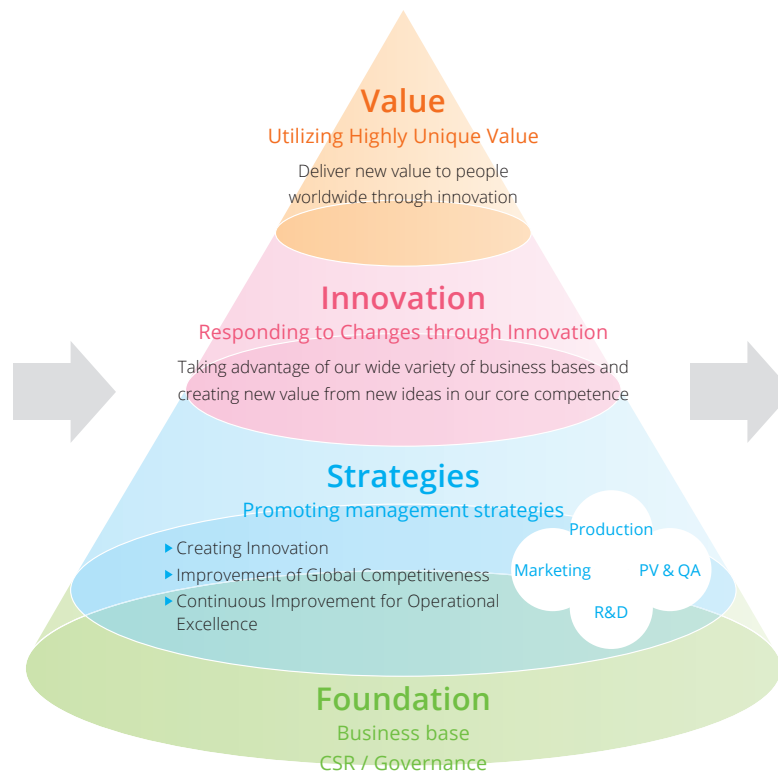 Value
Utilizing Highly Unique Value
Deliver new value to people
worldwide through innovation
Innovation
Responding to Changes through Innovation
Taking advantage of our wide variety of business bases and
creating new value from new ideas in our core competence
Strategies
Promoting management strategies
Creating Innovation
Improvement of Global Competitiveness
Continuous Improvement for Operational
Excellence
Production
Marketing
PV & QA
R&D
Foundation
Business base
CSR / Governance